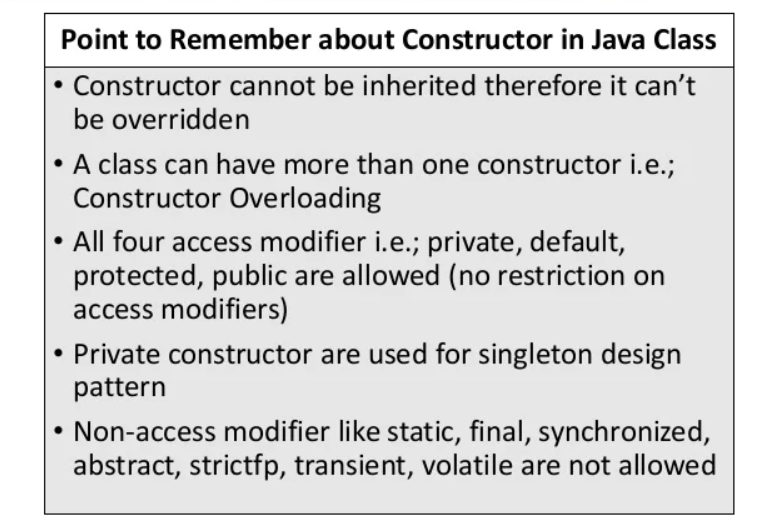 Point to Remember about Constructor in Java Class
• Constructor cannot be inherited therefore it can't
be overridden
• A class can have more than one constructor i.e.;
Constructor Overloading
• All four access modifier i.e.; private, default,
protected, public are allowed (no restriction on
access modifiers)
• Private constructor are used for singleton design
pattern
• Non-access modifier like static, final, synchronized,
abstract, strictfp, transient, volatile are not allowed